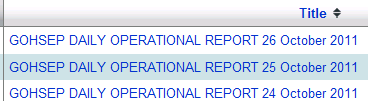 Title
GOHSEP DAILY OPERATIONAL REPORT 26 October 2011
GOHSEP DAILY OPERATIONAL REPORT 25 October 2011
GOHSEP DAILY OPERATIONAL REPORT 24 October 2011